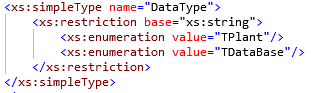 <xs:simpleType name="DataType">
<xs:restriction base="xs:string">
<xs:enumeration value="TPlant"/>
<xs:enumeration value="TDataBase"/>
</xs:restriction>
</xs:simpleType>